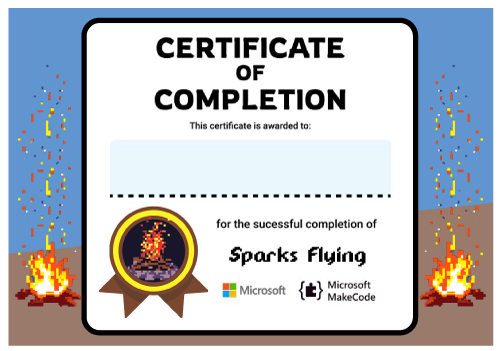 CERTIFICATE
OF
COMPLETION
This certificate is awarded to:
for the sucessful completion of
Sparks Flying
Microsoft
Microsoft
MakeCode